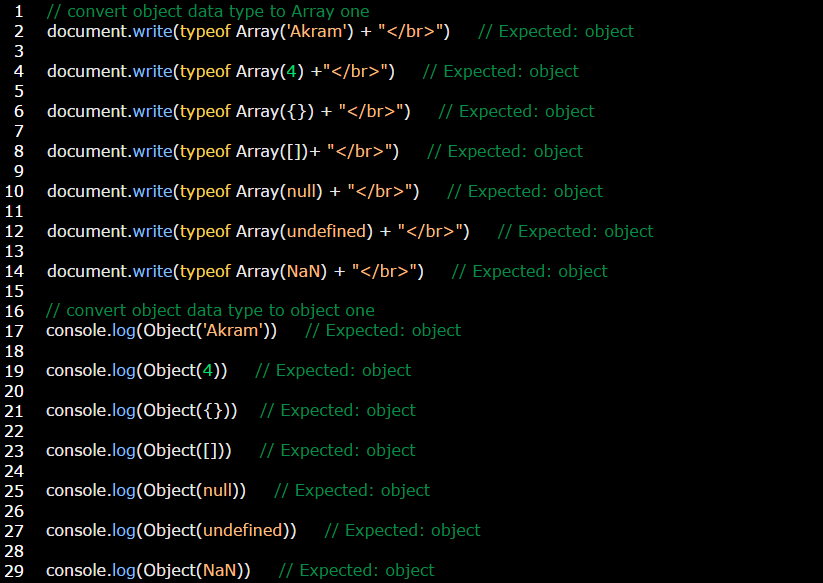 1 // convert object data type to Array one
2 document.write(typeof Array('Akram') + "</br>") // Expected: object
3
4 document.write(typeof Array(4) +"</br>") // Expected: object
5
6 document.write(typeof Array({}) + "</br>") // Expected: object
7
8 document.write(typeof Array([])+ "</br>") // Expected: object
9
10 document.write(typeof Array(null) + "</br>") // Expected: object
11
12 document.write(typeof Array(undefined) + "</br>") // Expected: object
13
14 document.write(typeof Array(NaN) + "</br>") // Expected: object
15
16 // convert object data type to object one
17 console.log(Object('Akram')) // Expected: object
18
19 console.log(Object(4)) // Expected: object
20
21 console.log(Object({})) // Expected: object
22
23 console.log(Object([])) // Expected: object
24
25 console.log(Object(null)) // Expected: object
26
27 console.log(Object(undefined)) // Expected: object
28
29 console.log(Object(NaN)) // Expected: object